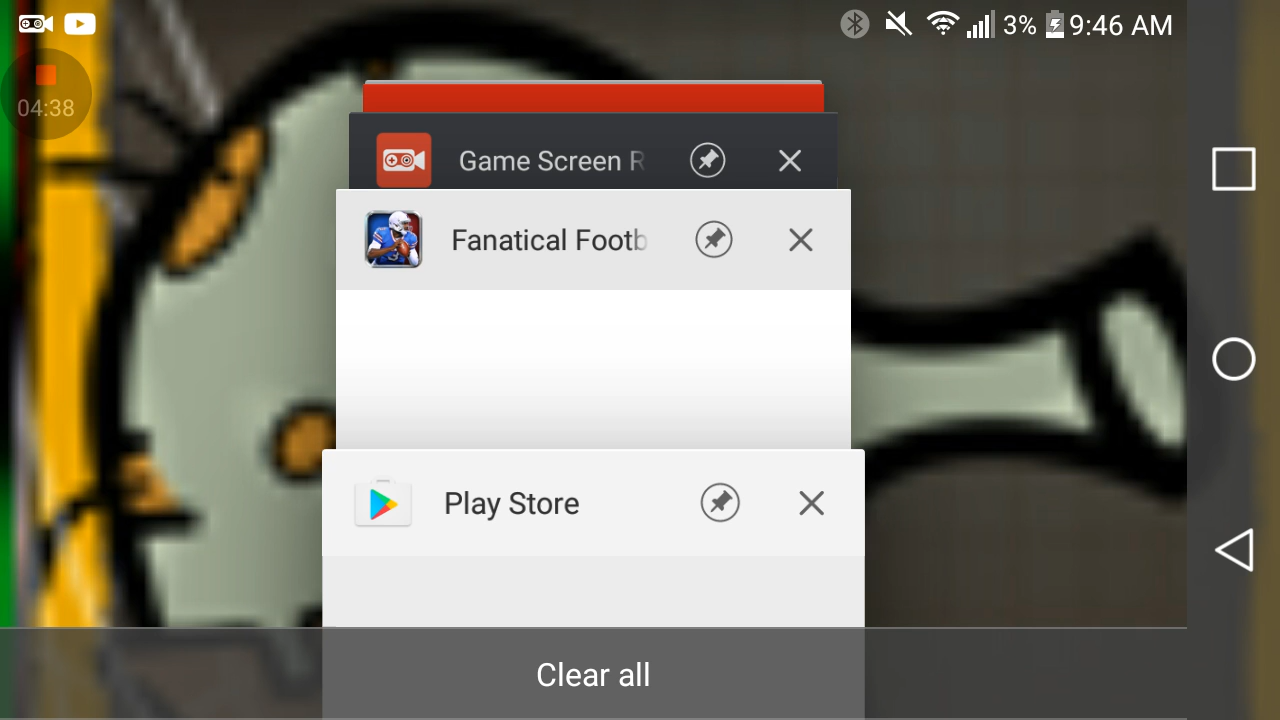 3% 9:46 AM
04:38
Game Screen R
Fanatical Footb
Play Store
Clear all